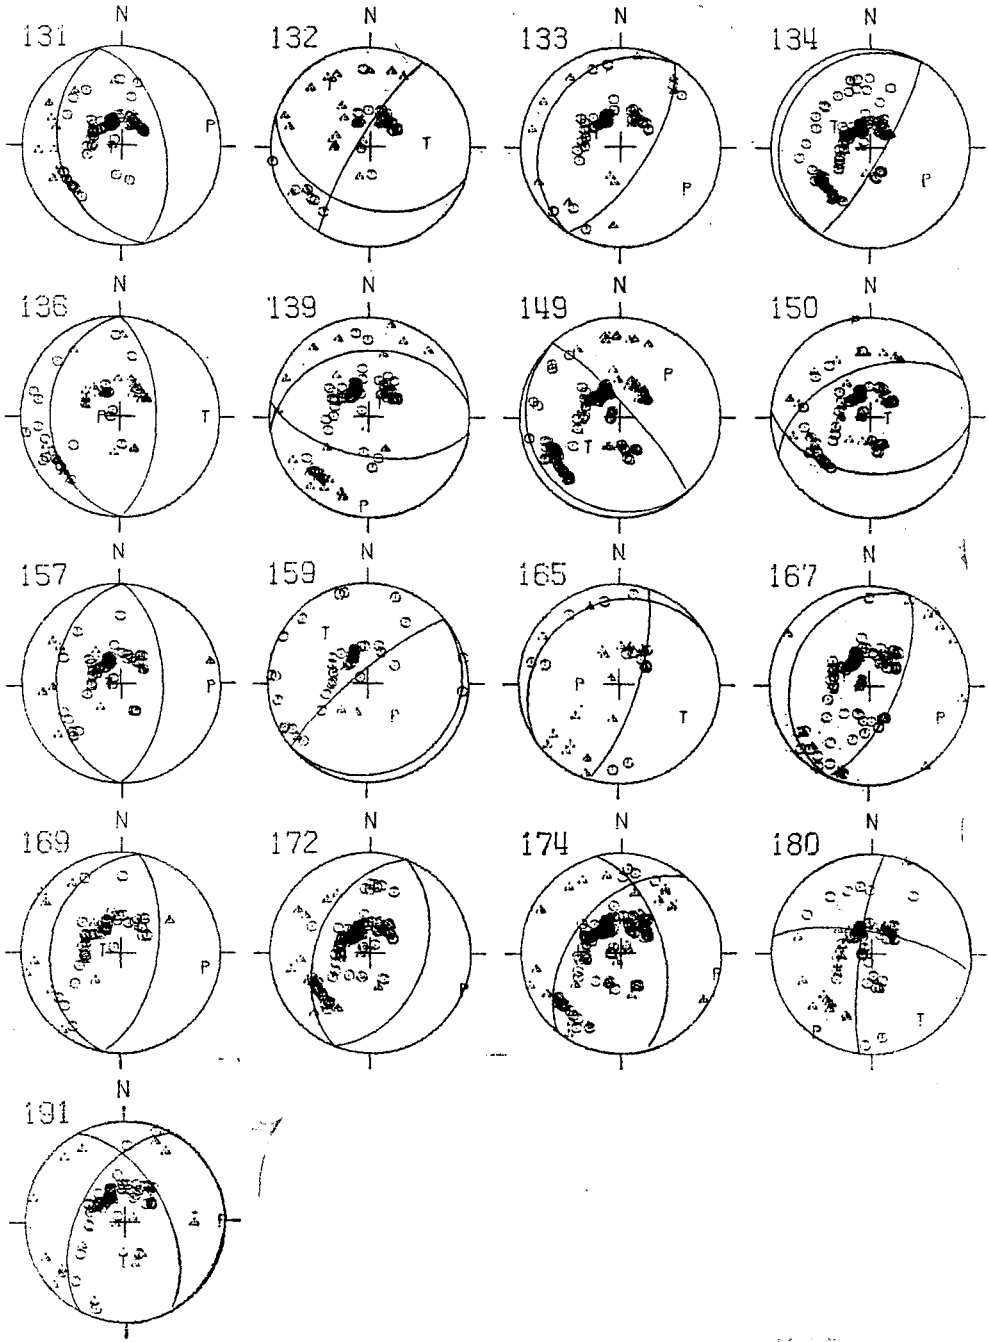 N N N N
131 132 133 134
P T P T P
N N N N
136 139 149 150
P T T P P T P T
N N N N
157 159 165 167
P T P P T P
N N N N
169 172 174 180
T P P P P T
N
191
P
T